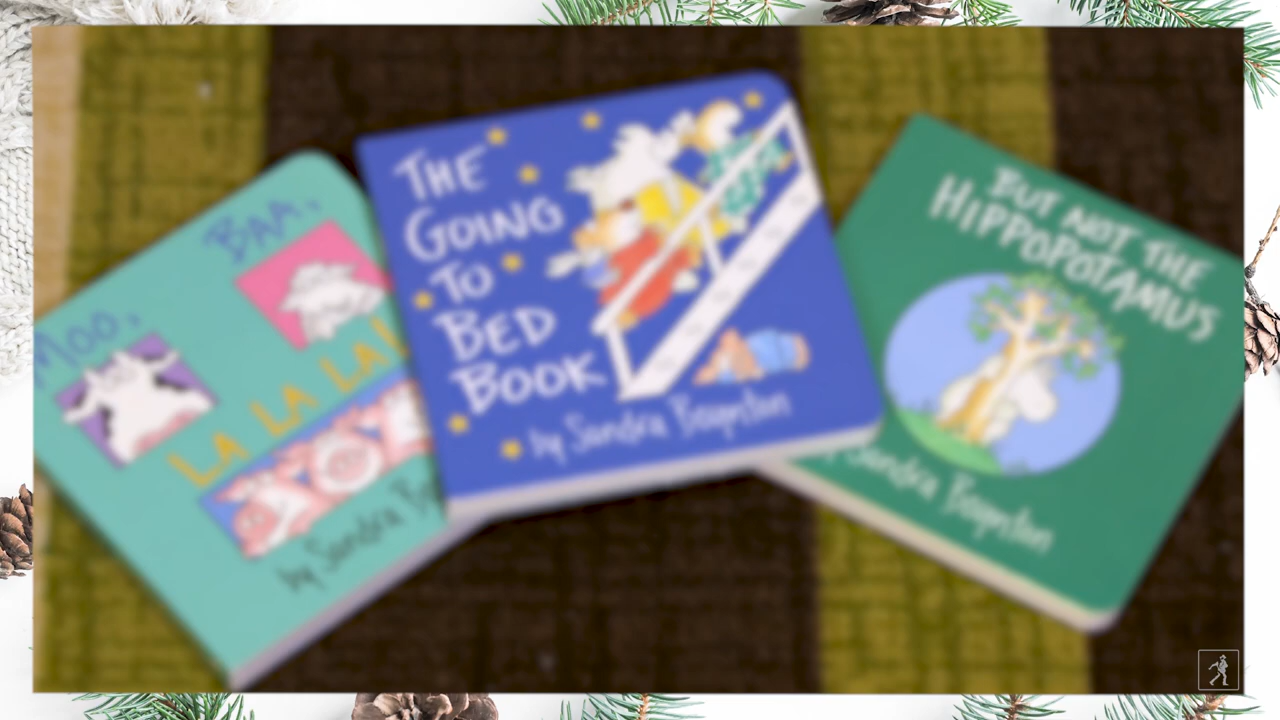 MOO,
BAA,
LA LA LA!
by Sandra
THE
GOING
TO
BED
BOOK
by Sandra Boynton
BUT NOT THE
HIPPOPOTAMUS
by Sandra Boynton